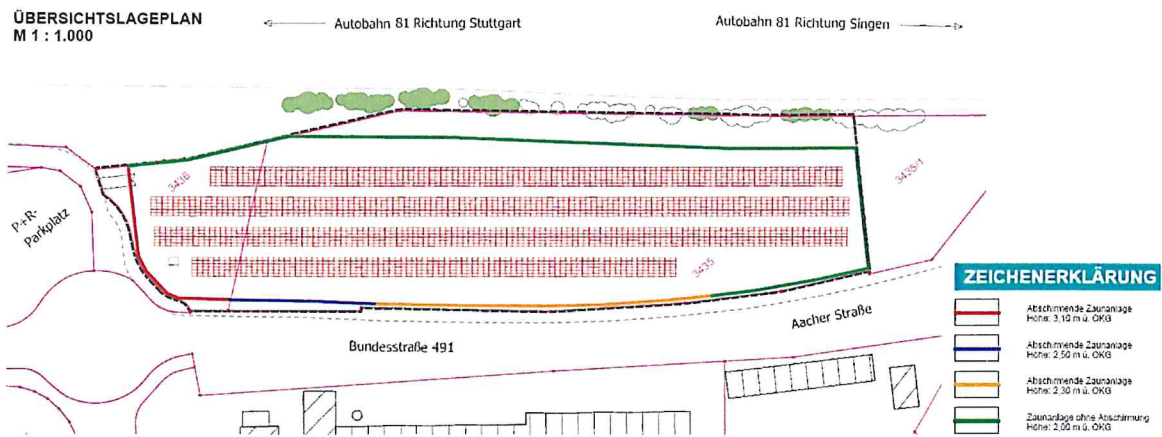 ÜBERSICHTSLAGEPLAN
M 1 : 1.000
Autobahn 81 Richtung Stuttgart
Autobahn 81 Richtung Singen
3436
3435/1
P+R-
Parkplatz
3435
Aacher Straße
Bundesstraße 491
ZEICHENERKLÄRUNG
Abschirmende Zaunanlage
Höhe: 3,10 m ü. OKG
Abschirmende Zaunanlage
Höhe: 2,50 m ü. OKG
Abschirmende Zaunanlage
Höhe: 2,30 m ü. OKG
Zaunanlage ohne Abschirmung
Höhe: 2,00 m ü. OKG